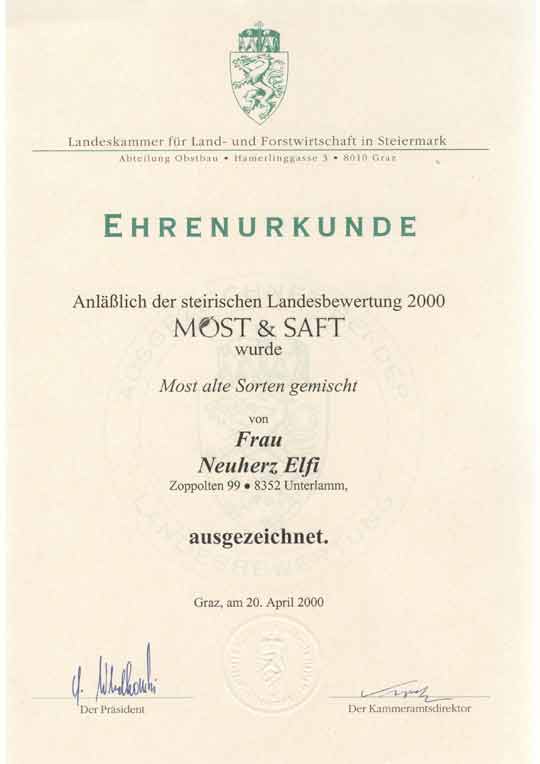 Landeskammer für Land- und Forstwirtschaft in Steiermark
Abteilung Obstbau • Hamerlinggasse 3 • 8010 Graz
EHRENURKUNDE
Anläßlich der steirischen Landesbewertung 2000
MOST & SAFT
wurde
Most alte Sorten gemischt
von
Frau
Neuherz Elfi
Zoppolten 99 • 8352 Unterlamm,
ausgezeichnet.
LANDESBEWERTUNG
Graz, am 20. April 2000
Der Präsident
Der Kammeramtsdirektor